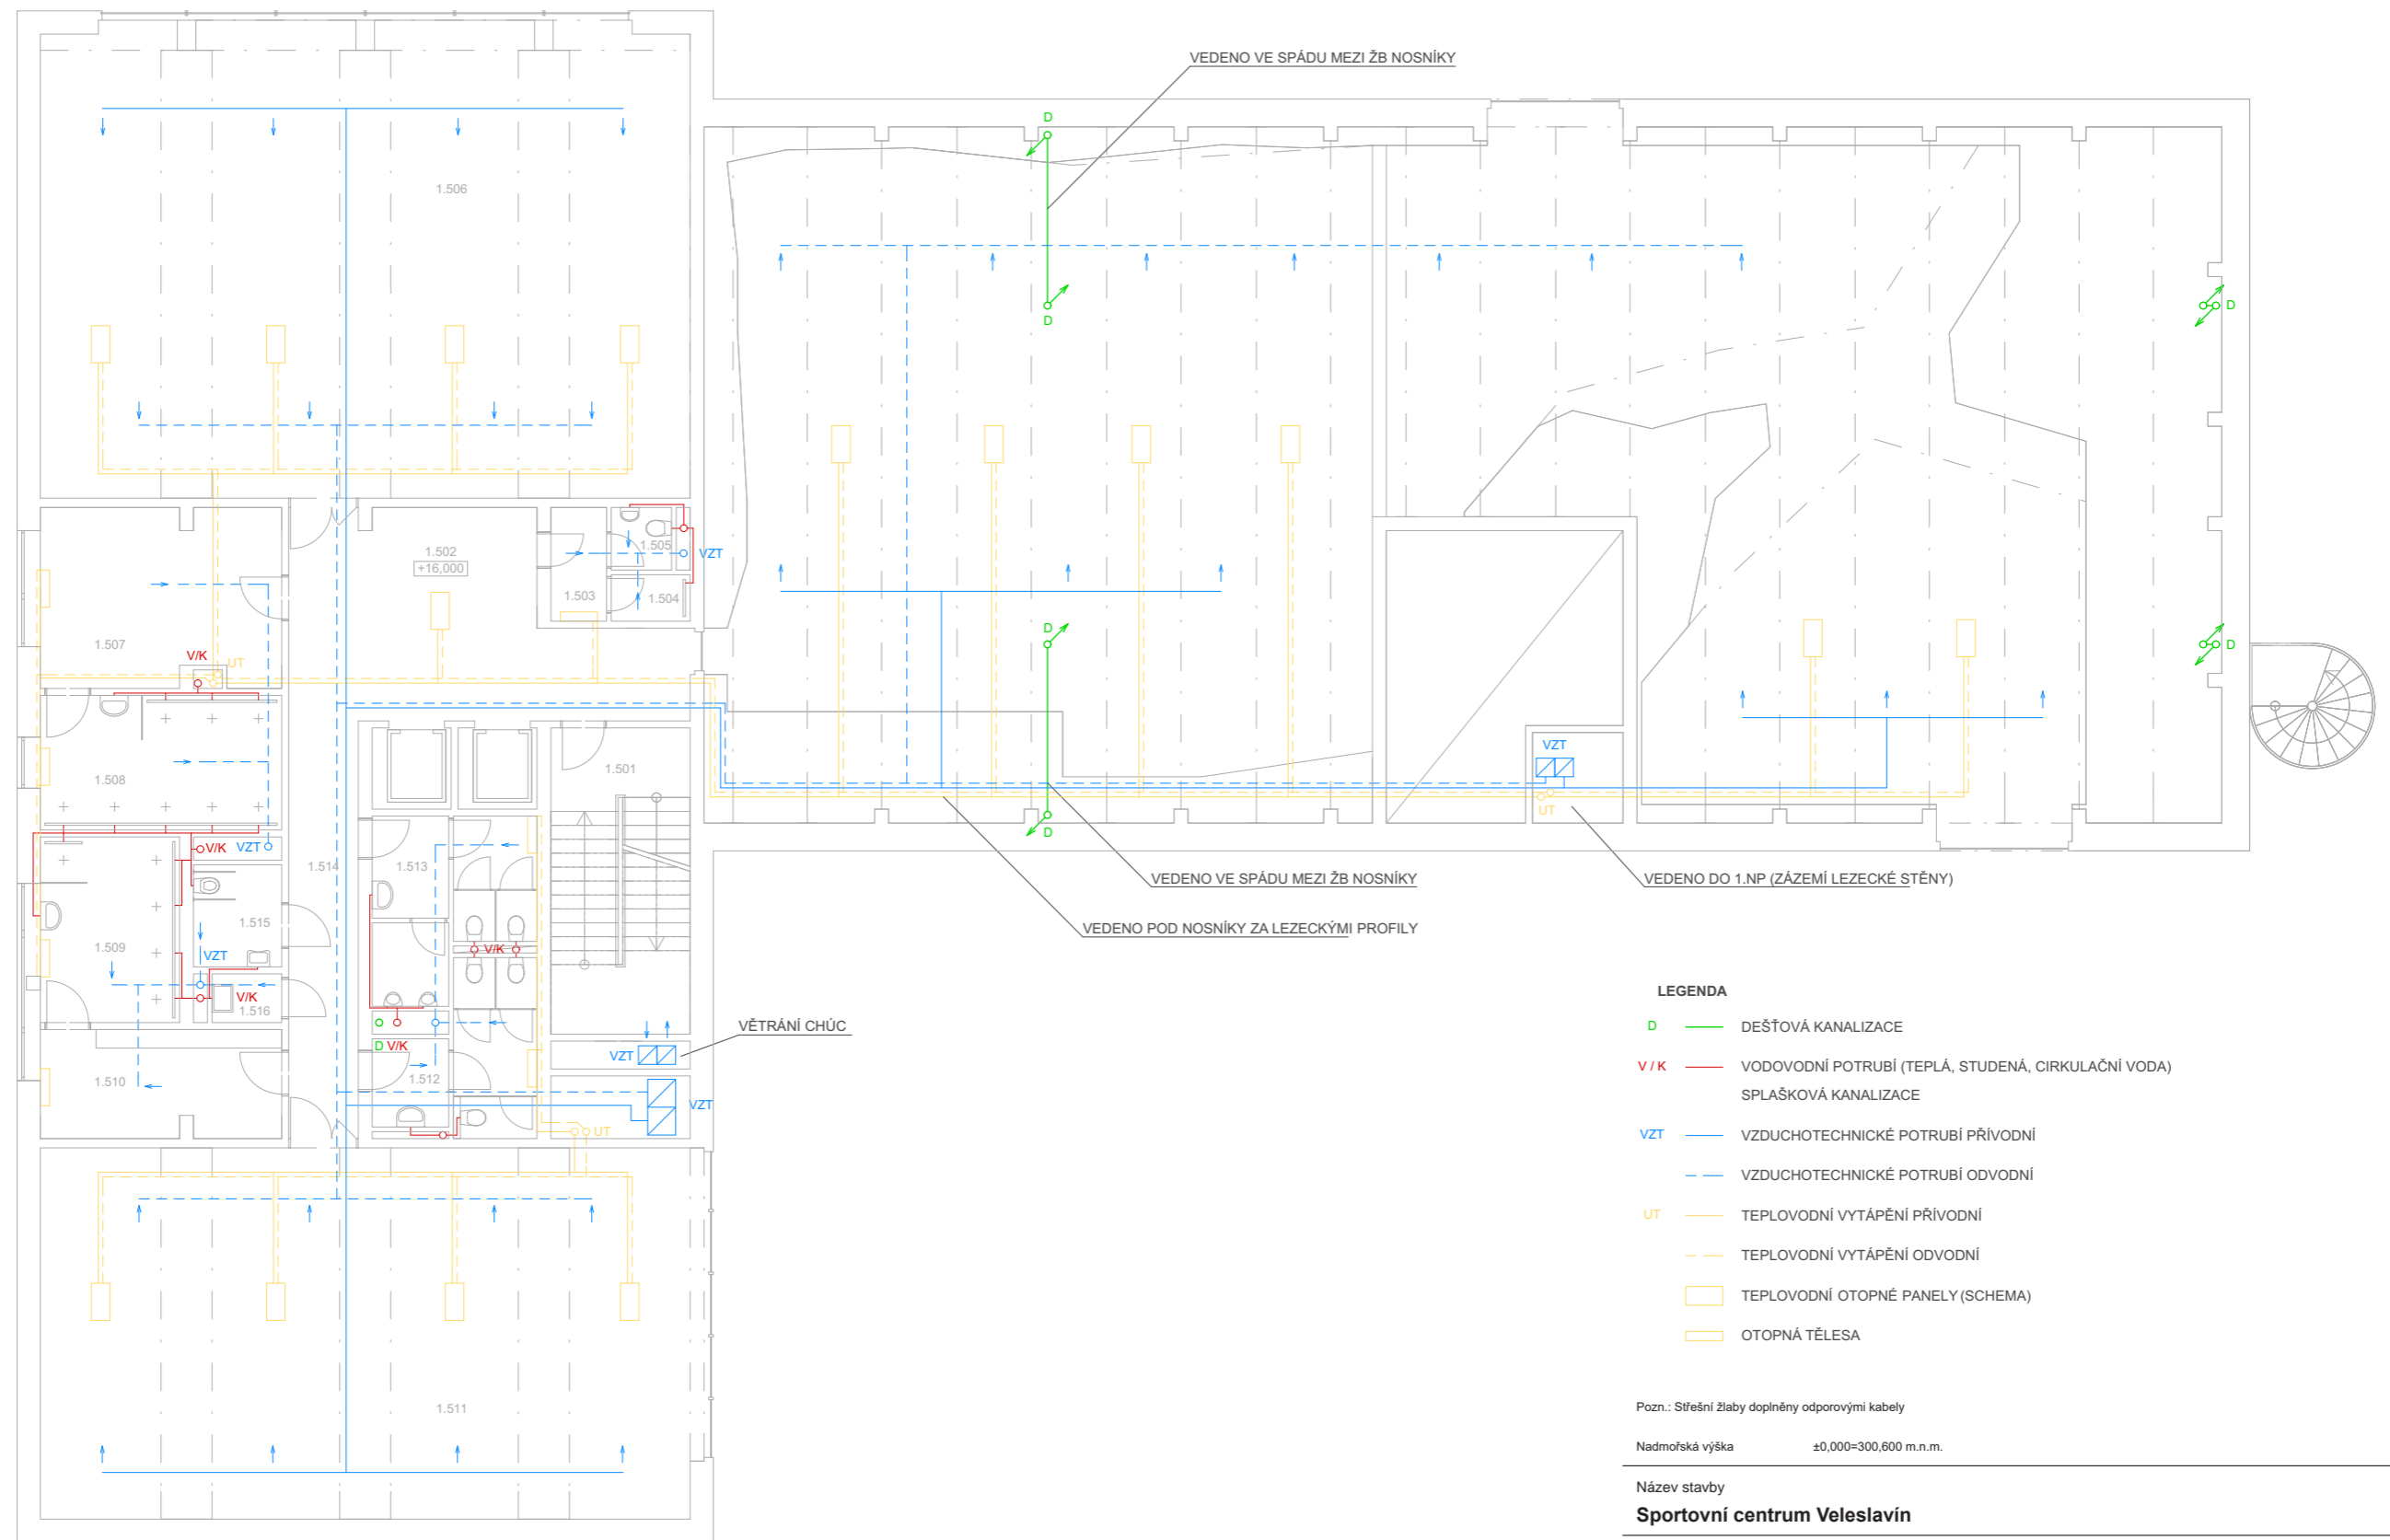 VEDENO VE SPÁDU MEZI ŽB NOSNÍKY
D
1.506
D
D
D
1.502
+16,000
1.505
VZT
1.503
1.504
1.507
V/K
UT
D
D
1.508
1.501
VZT
UT
D
V/K
VZT
1.514
1.513
VEDENO VE SPÁDU MEZI ŽB NOSNÍKY
VEDENO DO 1.NP (ZÁZEMÍ LEZECKÉ STĚNY)
1.515
VEDENO POD NOSNÍKY ZA LEZECKÝMI PROFILY
1.509
VZT
V/K
V/K
1.516
VĚTRÁNÍ CHÚC
D V/K
VZT
1.510
1.512
VZT
UT
1.511
LEGENDA
D DEŠŤOVÁ KANALIZACE
V / K VODOVODNÍ POTRUBÍ (TEPLÁ, STUDENÁ, CIRKULAČNÍ VODA)
SPLAŠKOVÁ KANALIZACE
VZT VZDUCHOTECHNICKÉ POTRUBÍ PŘÍVODNÍ
VZDUCHOTECHNICKÉ POTRUBÍ ODVODNÍ
UT TEPLOVODNÍ VYTÁPĚNÍ PŘÍVODNÍ
TEPLOVODNÍ VYTÁPĚNÍ ODVODNÍ
TEPLOVODNÍ OTOPNÉ PANELY (SCHEMA)
OTOPNÁ TĚLESA
Pozn.: Střešní žlaby doplněny odporovými kabely
Nadmořská výška ±0,000=300,600 m.n.m.
Název stavby
Sportovní centrum Veleslavín